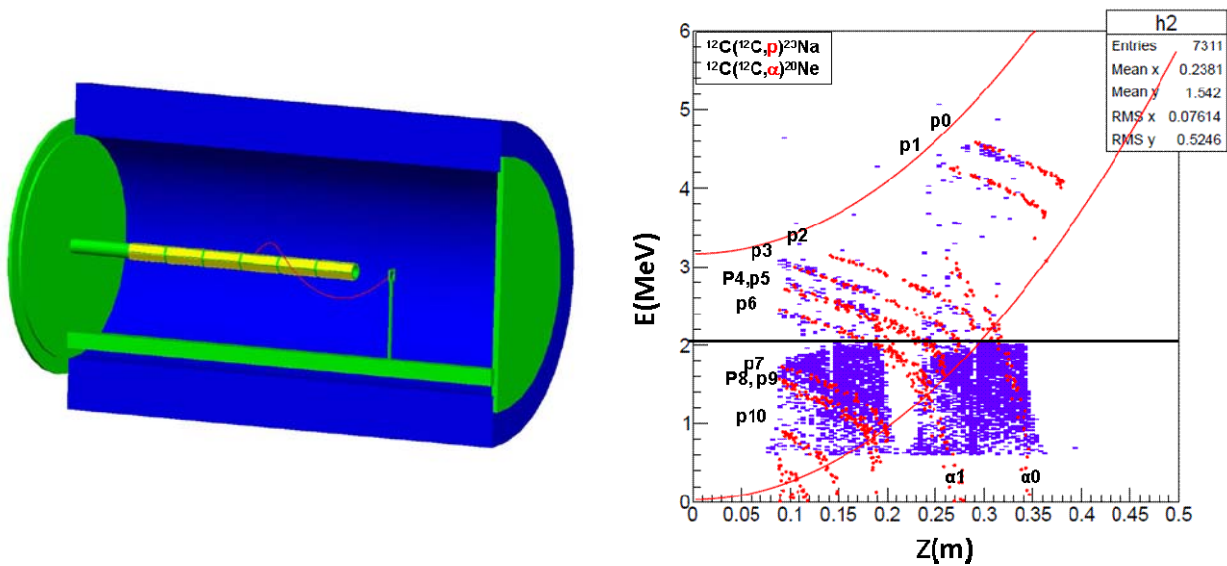 6
h2
Entries 7311
Mean x 0.2381
Mean y 1.542
RMS x 0.07614
RMS y 0.5246
¹²C(¹²C,p)²³Na
¹²C(¹²C,α)²⁰Ne
5
p0
p1
4
p2
p3
3
P4,p5
p6
E(MeV)
2
p7
P8, p9
p10
1
α1
α0
0
0 0.05 0.1 0.15 0.2 0.25 0.3 0.35 0.4 0.45 0.5
Z(m)